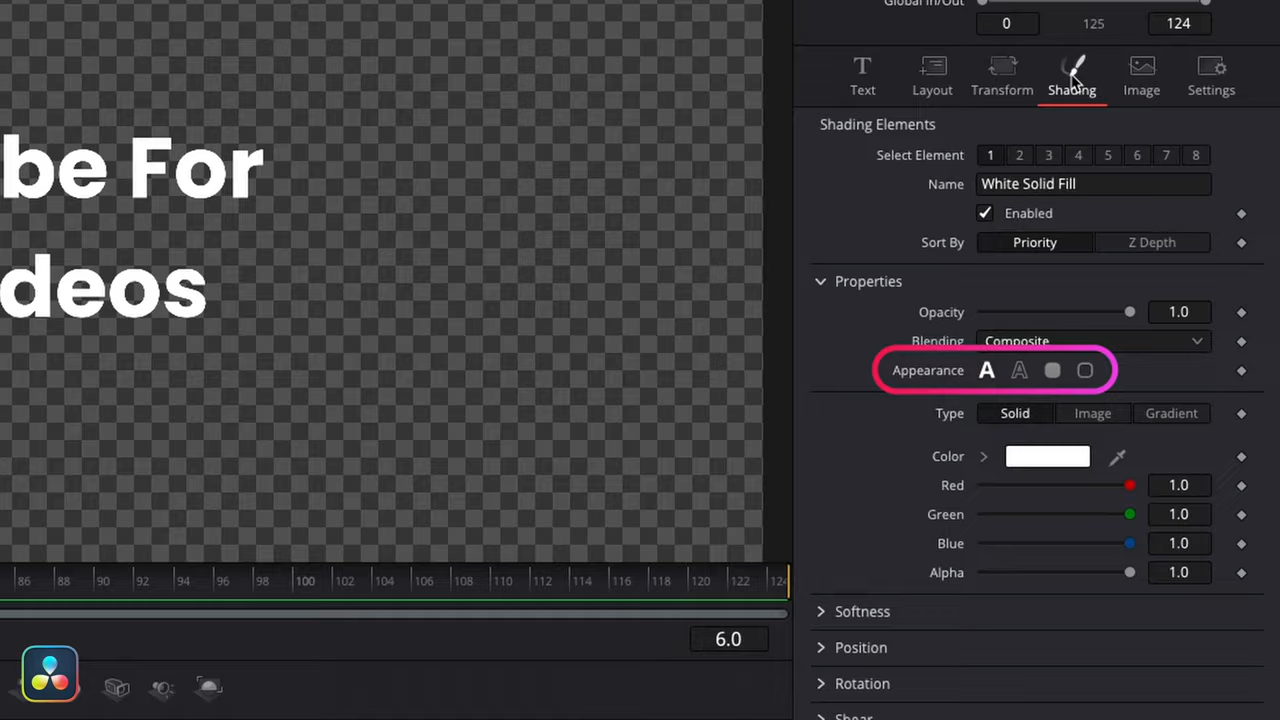 Global In/Out
0 125 124
Text Layout Transform Shading Image Settings
Shading Elements
Select Element 1 2 3 4 5 6 7 8
Name White Solid Fill
Enabled
Sort By Priority Z Depth
Properties
Opacity 1.0
Blending Composite
Appearance A A
Type Solid Image Gradient
Color
Red 1.0
Green 1.0
Blue 1.0
Alpha 1.0
Softness
Position
Rotation
Shear
be For
deos
86 88 90 92 94 96 98 100 102 104 106 108 110 112 114 116 118 120 122 124
6.0